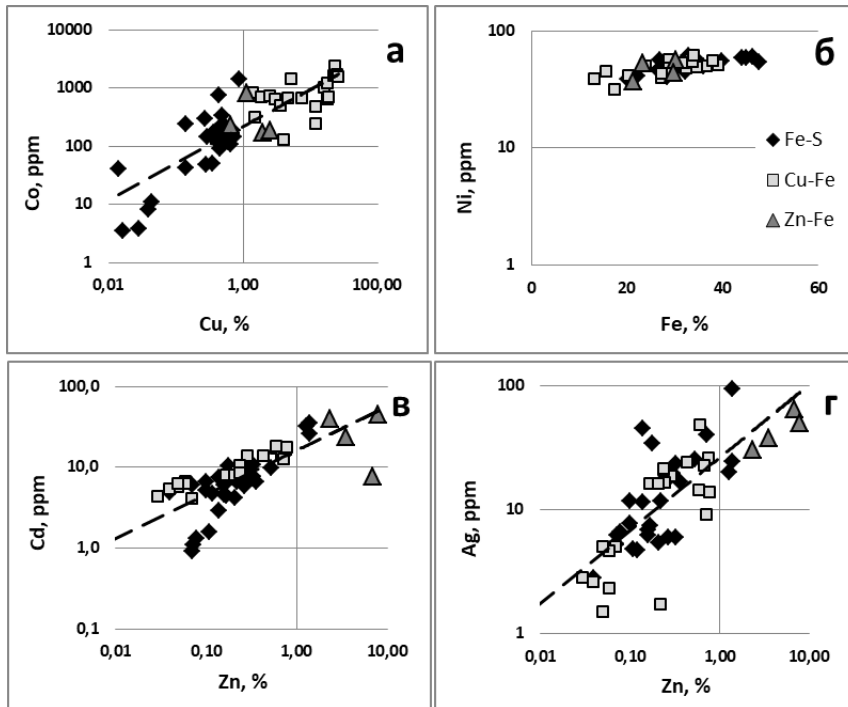 а
10000
1000
100
10
1
0,01
1,00
100,00
Co, ppm
Cu, %
б
100
10
1
0
20
40
60
Ni, ppm
Fe, %
Fe-S
Cu-Fe
Zn-Fe
в
100,0
10,0
1,0
0,1
0,01
0,10
1,00
10,00
Cd, ppm
Zn, %
г
100
10
1
0,01
0,10
1,00
10,00
Ag, ppm
Zn, %